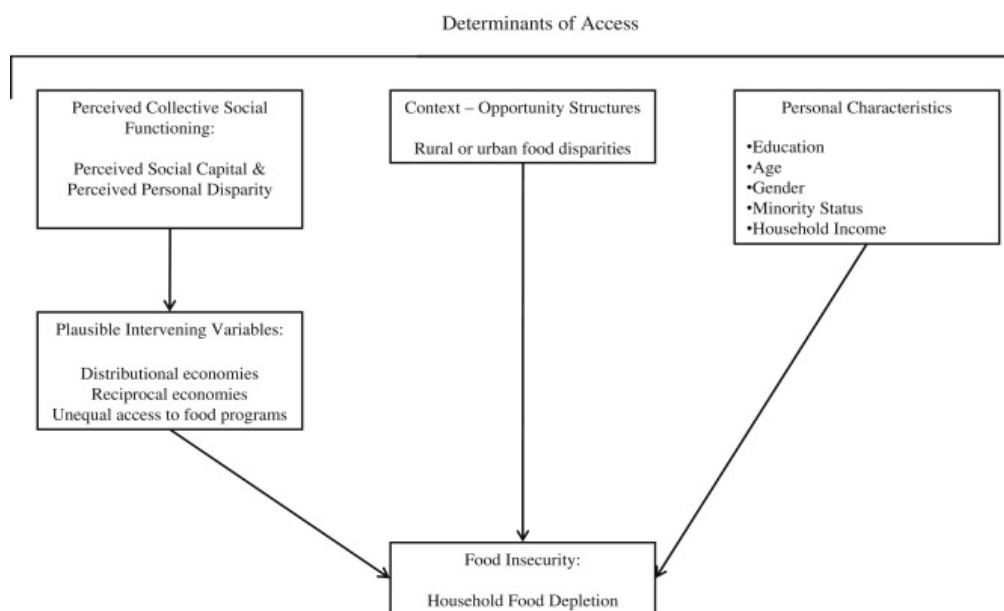 Determinants of Access
Perceived Collective Social
Functioning:
Perceived Social Capital &
Perceived Personal Disparity
Context – Opportunity Structures
Rural or urban food disparities
Personal Characteristics
•Education
•Age
•Gender
•Minority Status
•Household Income
Plausible Intervening Variables:
Distributional economies
Reciprocal economies
Unequal access to food programs
Food Insecurity:
Household Food Depletion